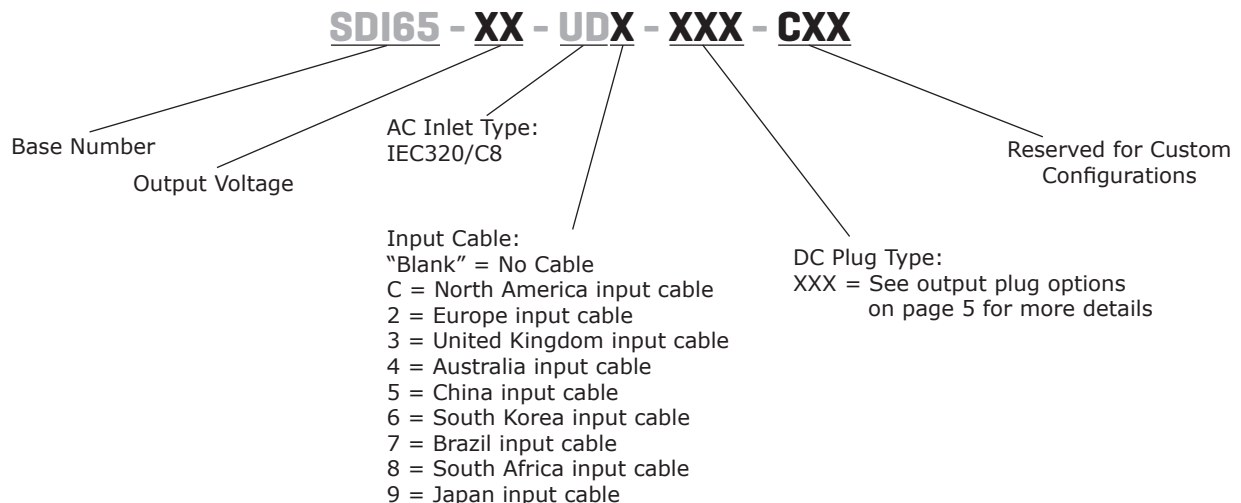 SDI65 - XX - UDX - XXX - CXX
Base Number
Output Voltage
AC Inlet Type:
IEC320/C8
Input Cable:
“Blank” = No Cable
C = North America input cable
2 = Europe input cable
3 = United Kingdom input cable
4 = Australia input cable
5 = China input cable
6 = South Korea input cable
7 = Brazil input cable
8 = South Africa input cable
9 = Japan input cable
DC Plug Type:
XXX = See output plug options
on page 5 for more details
Reserved for Custom
Configurations